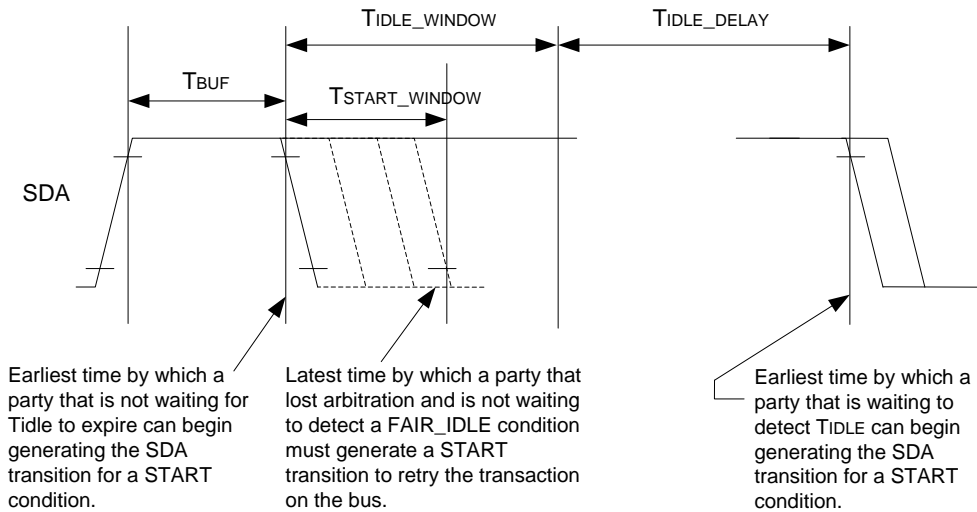 TIDLE_WINDOW
TIDLE_DELAY
TBUF
TSTART_WINDOW
SDA
Earliest time by which a
party that is not waiting for
Tidle to expire can begin
generating the SDA
transition for a START
condition.
Latest time by which a party that
lost arbitration and is not waiting
to detect a FAIR_IDLE condition
must generate a START
transition to retry the transaction
on the bus.
Earliest time by which a
party that is waiting to
detect TIDLE can begin
generating the SDA
transition for a START
condition.